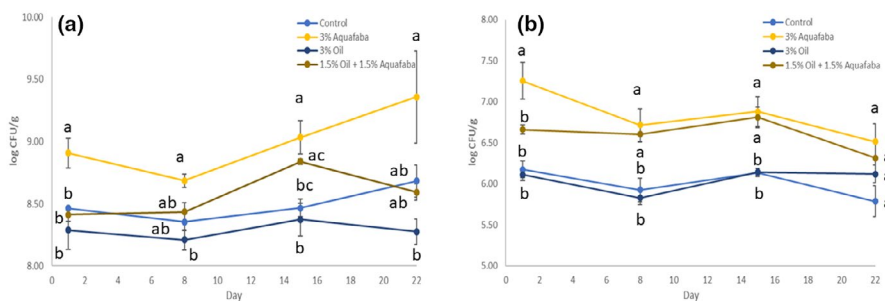 (a)
Control
3% Aquafaba
3% Oil
1.5% Oil + 1.5% Aquafaba
log CFU/g
10.00
9.50
9.00
8.50
8.00
a
a
a
a
b
ab
ac
ab
bc
b
ab
ab
b
b
b
b
0 2 4 6 8 10 12 14 16 18 20 22
Day
(b)
Control
3% Aquafaba
3% Oil
1.5% Oil + 1.5% Aquafaba
log CFU/g
8.00
7.50
7.00
6.50
6.00
5.50
5.00
a
a
a
a
b
a
a
a
b
b
b
a
b
b
b
a
0 2 4 6 8 10 12 14 16 18 20 22
Day